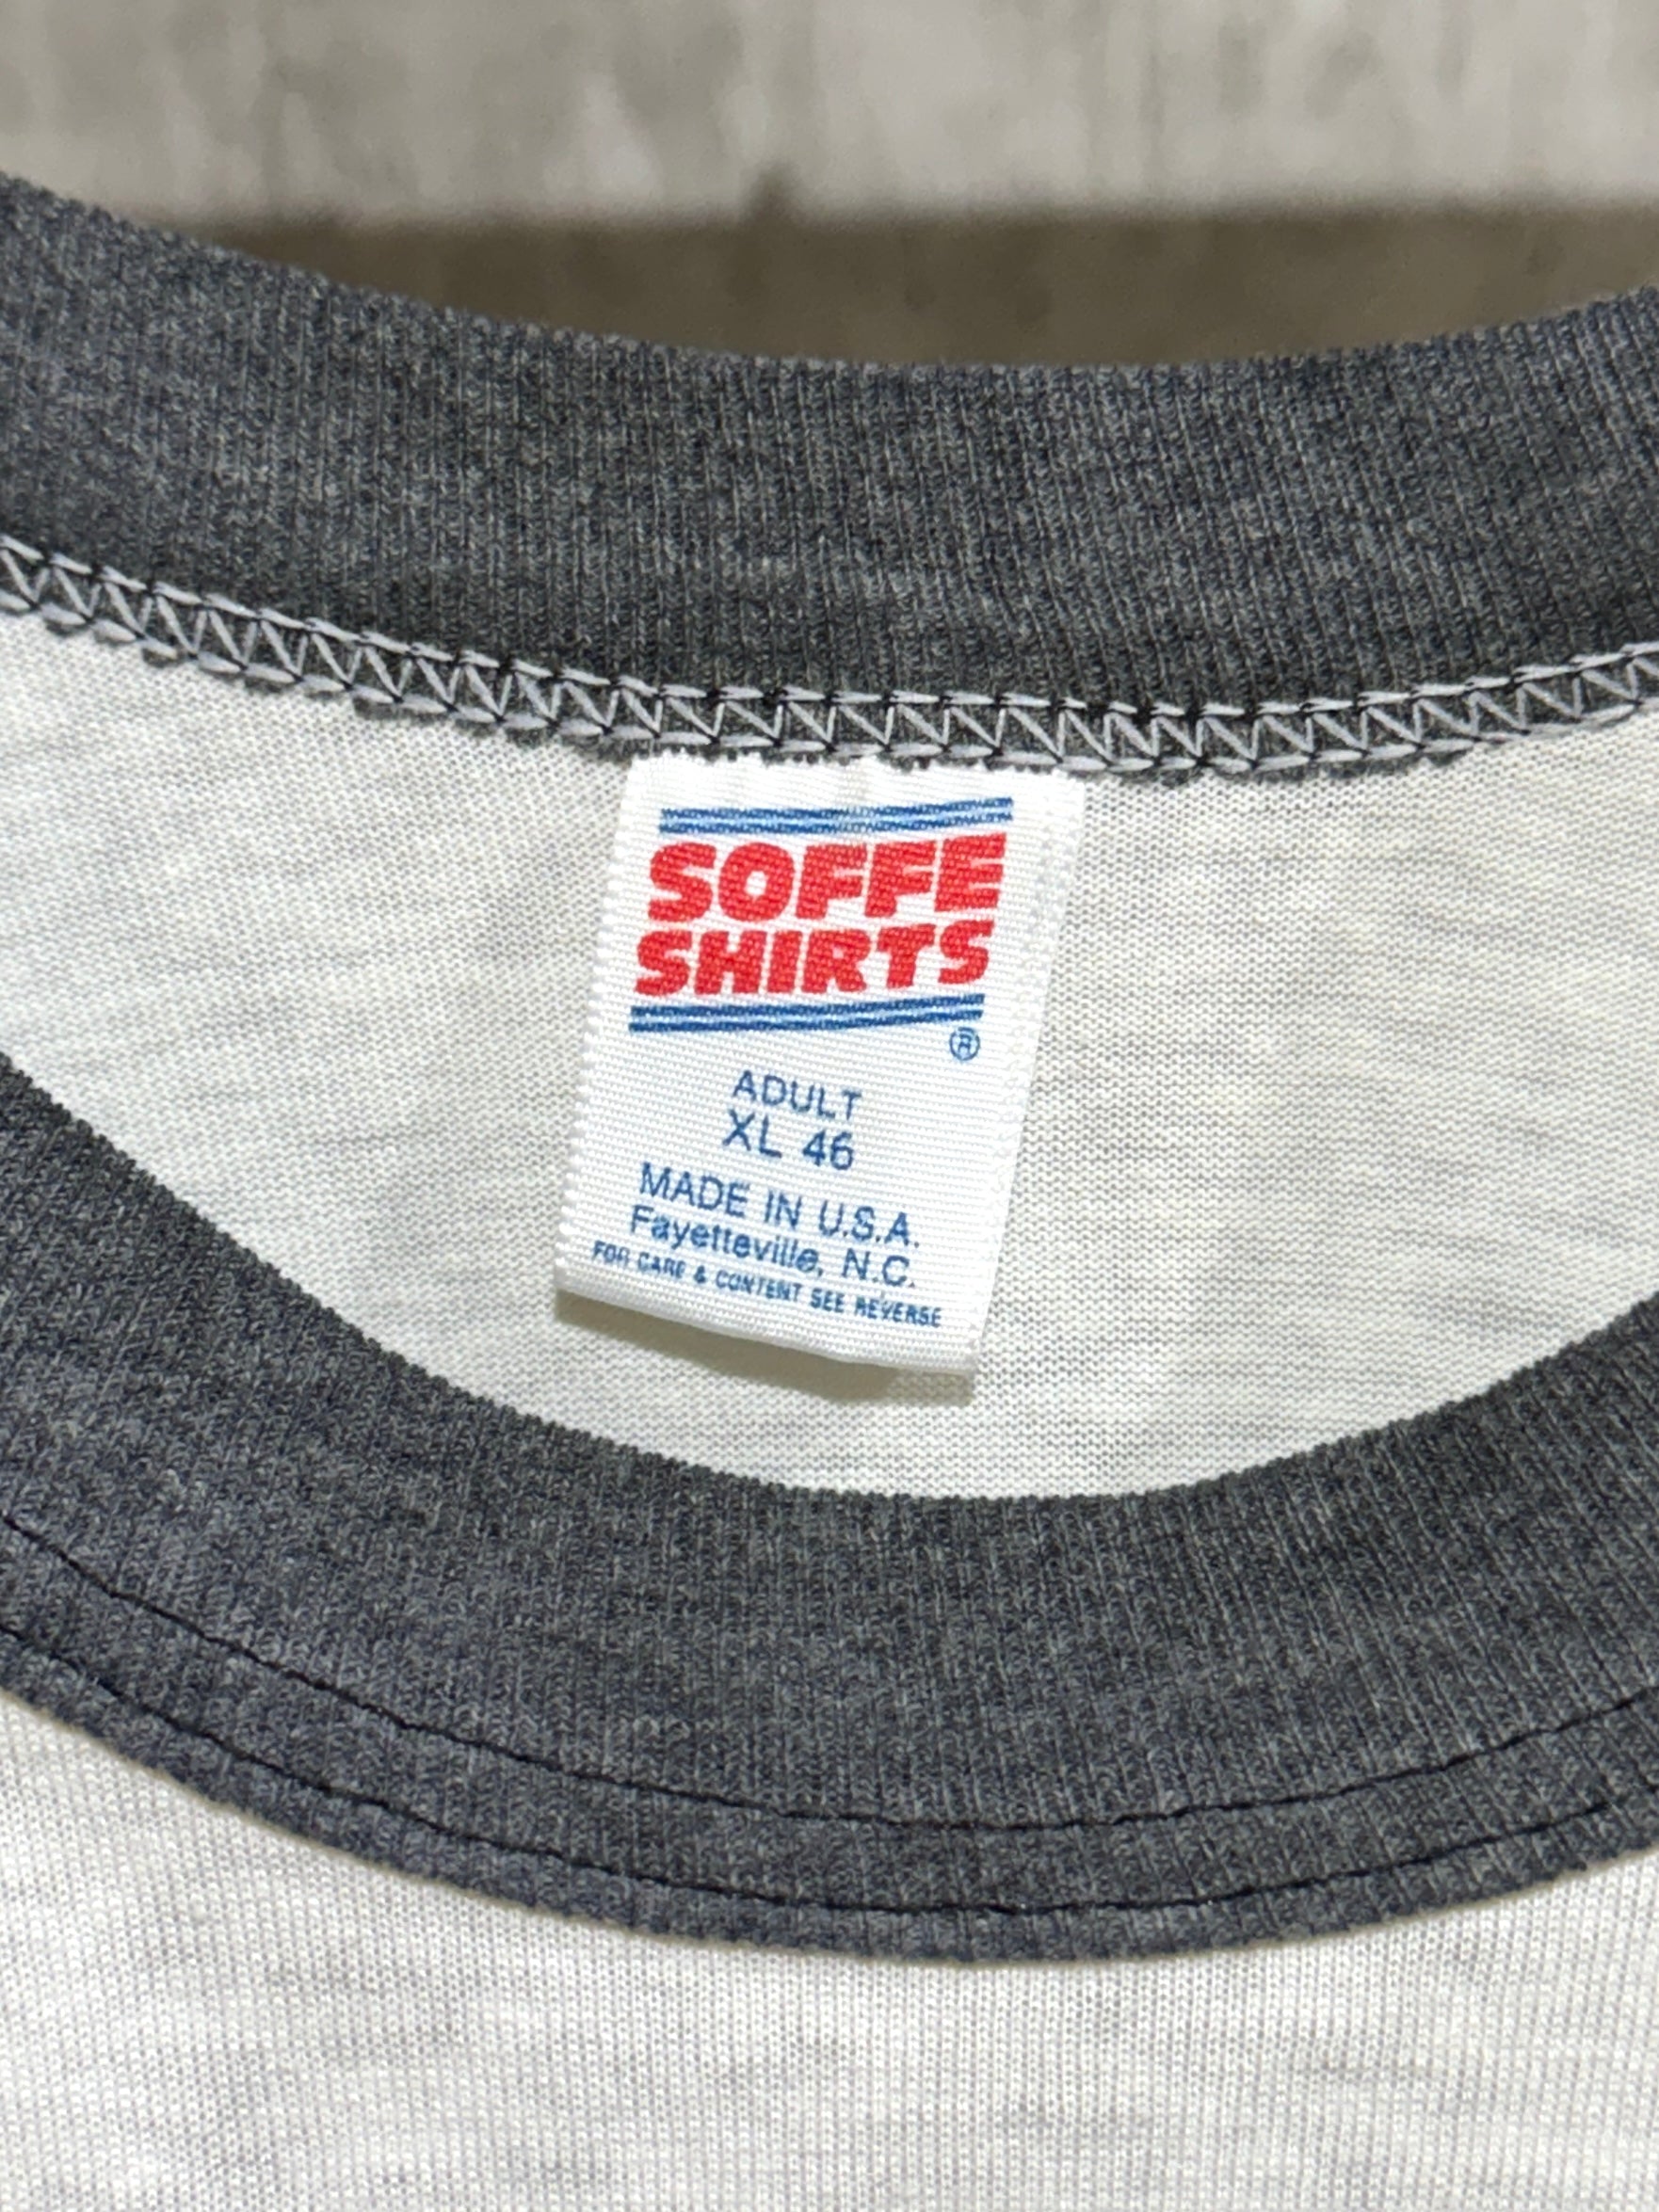 SOFFE
SHIRTS
®
ADULT
XL 46
MADE IN U.S.A.
Fayetteville, N.C.
FOR CARE & CONTENT SEE REVERSE